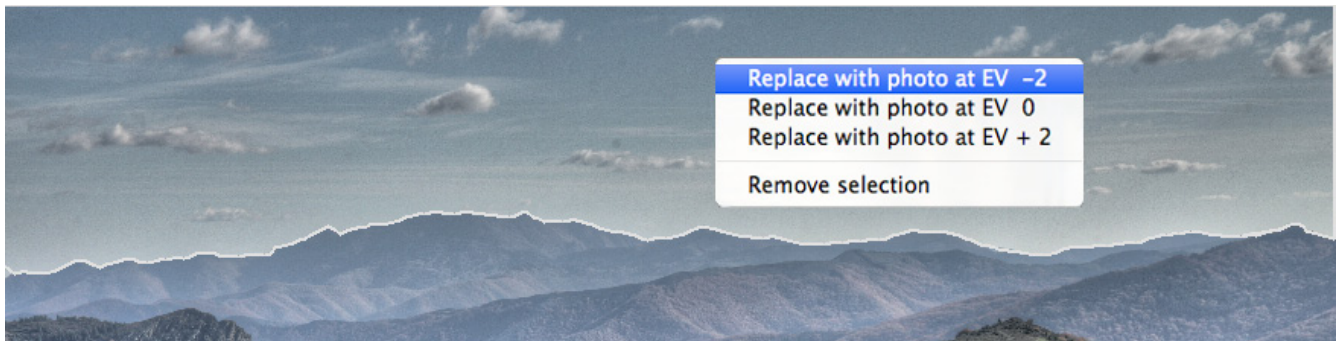 Replace with photo at EV -2
Replace with photo at EV 0
Replace with photo at EV + 2
Remove selection